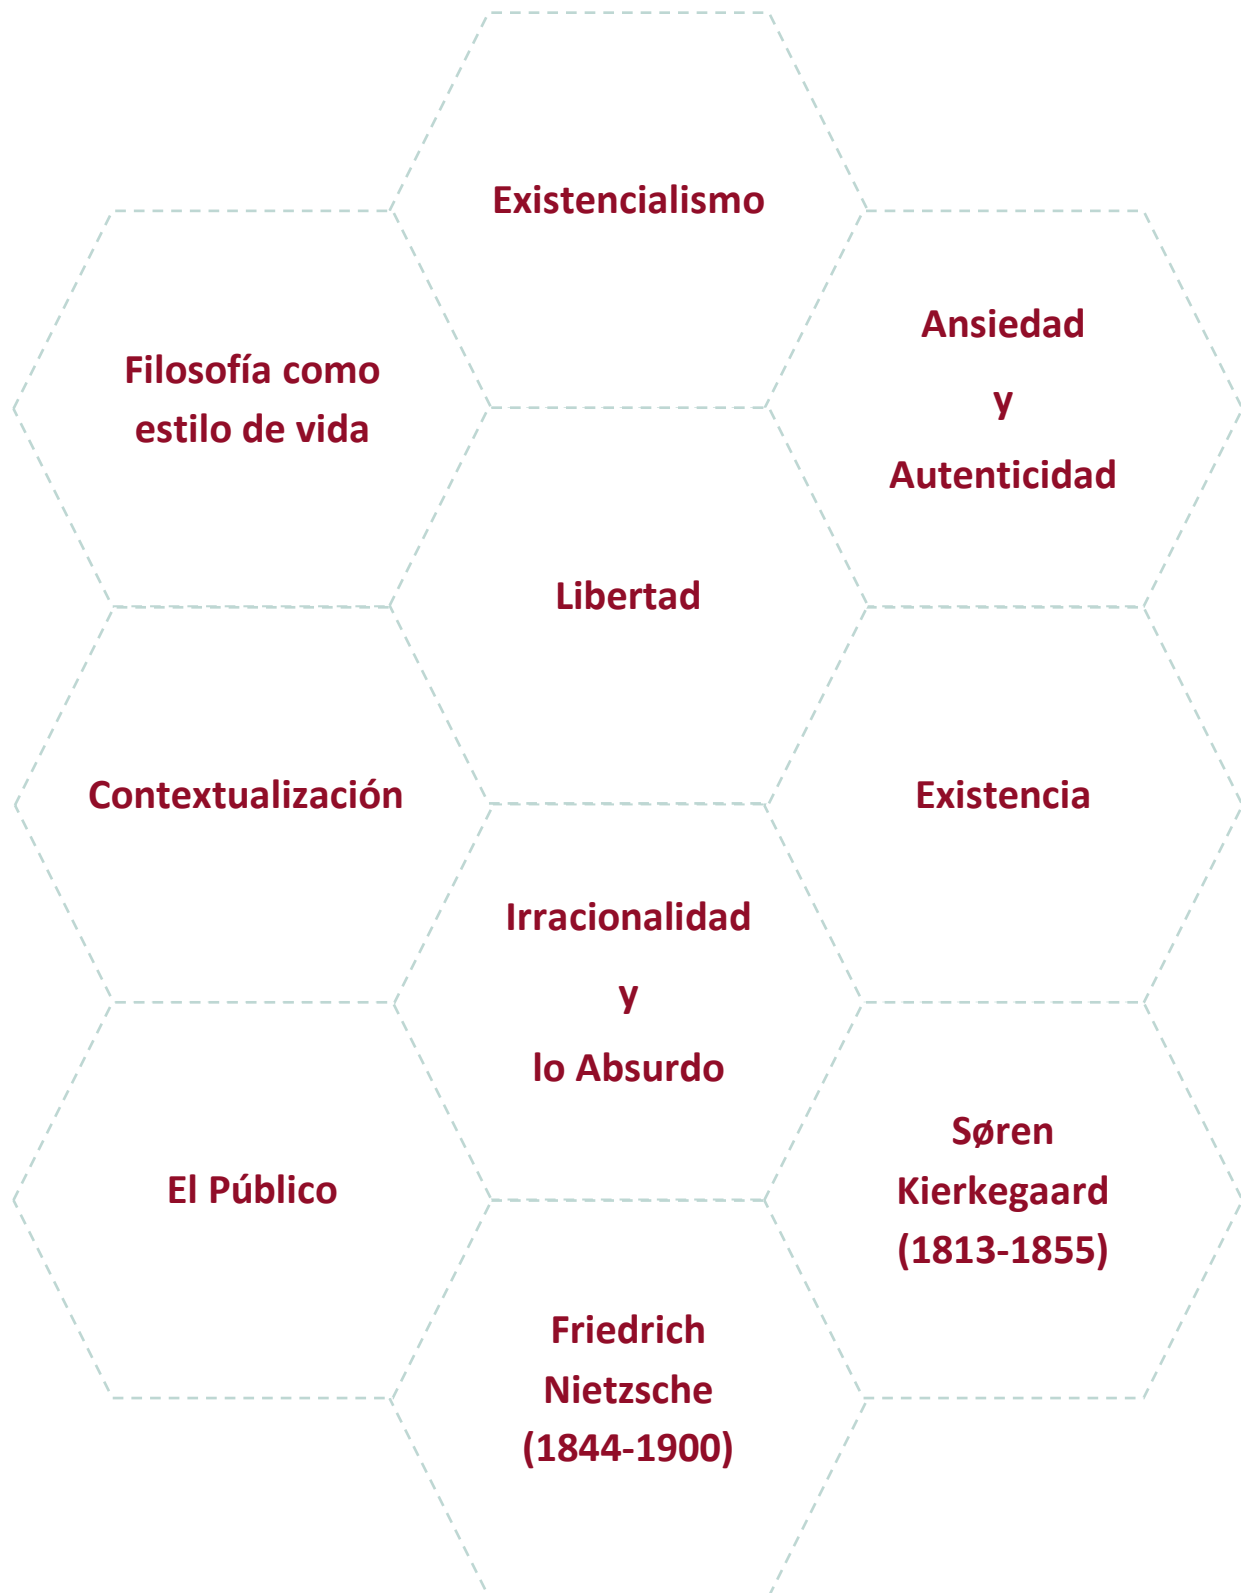 Existencialismo
Filosofía como
estilo de vida
Ansiedad
y
Autenticidad
Libertad
Contextualización
Existencia
Irracionalidad
y
lo Absurdo
El Público
Søren
Kierkegaard
(1813-1855)
Friedrich
Nietzsche
(1844-1900)